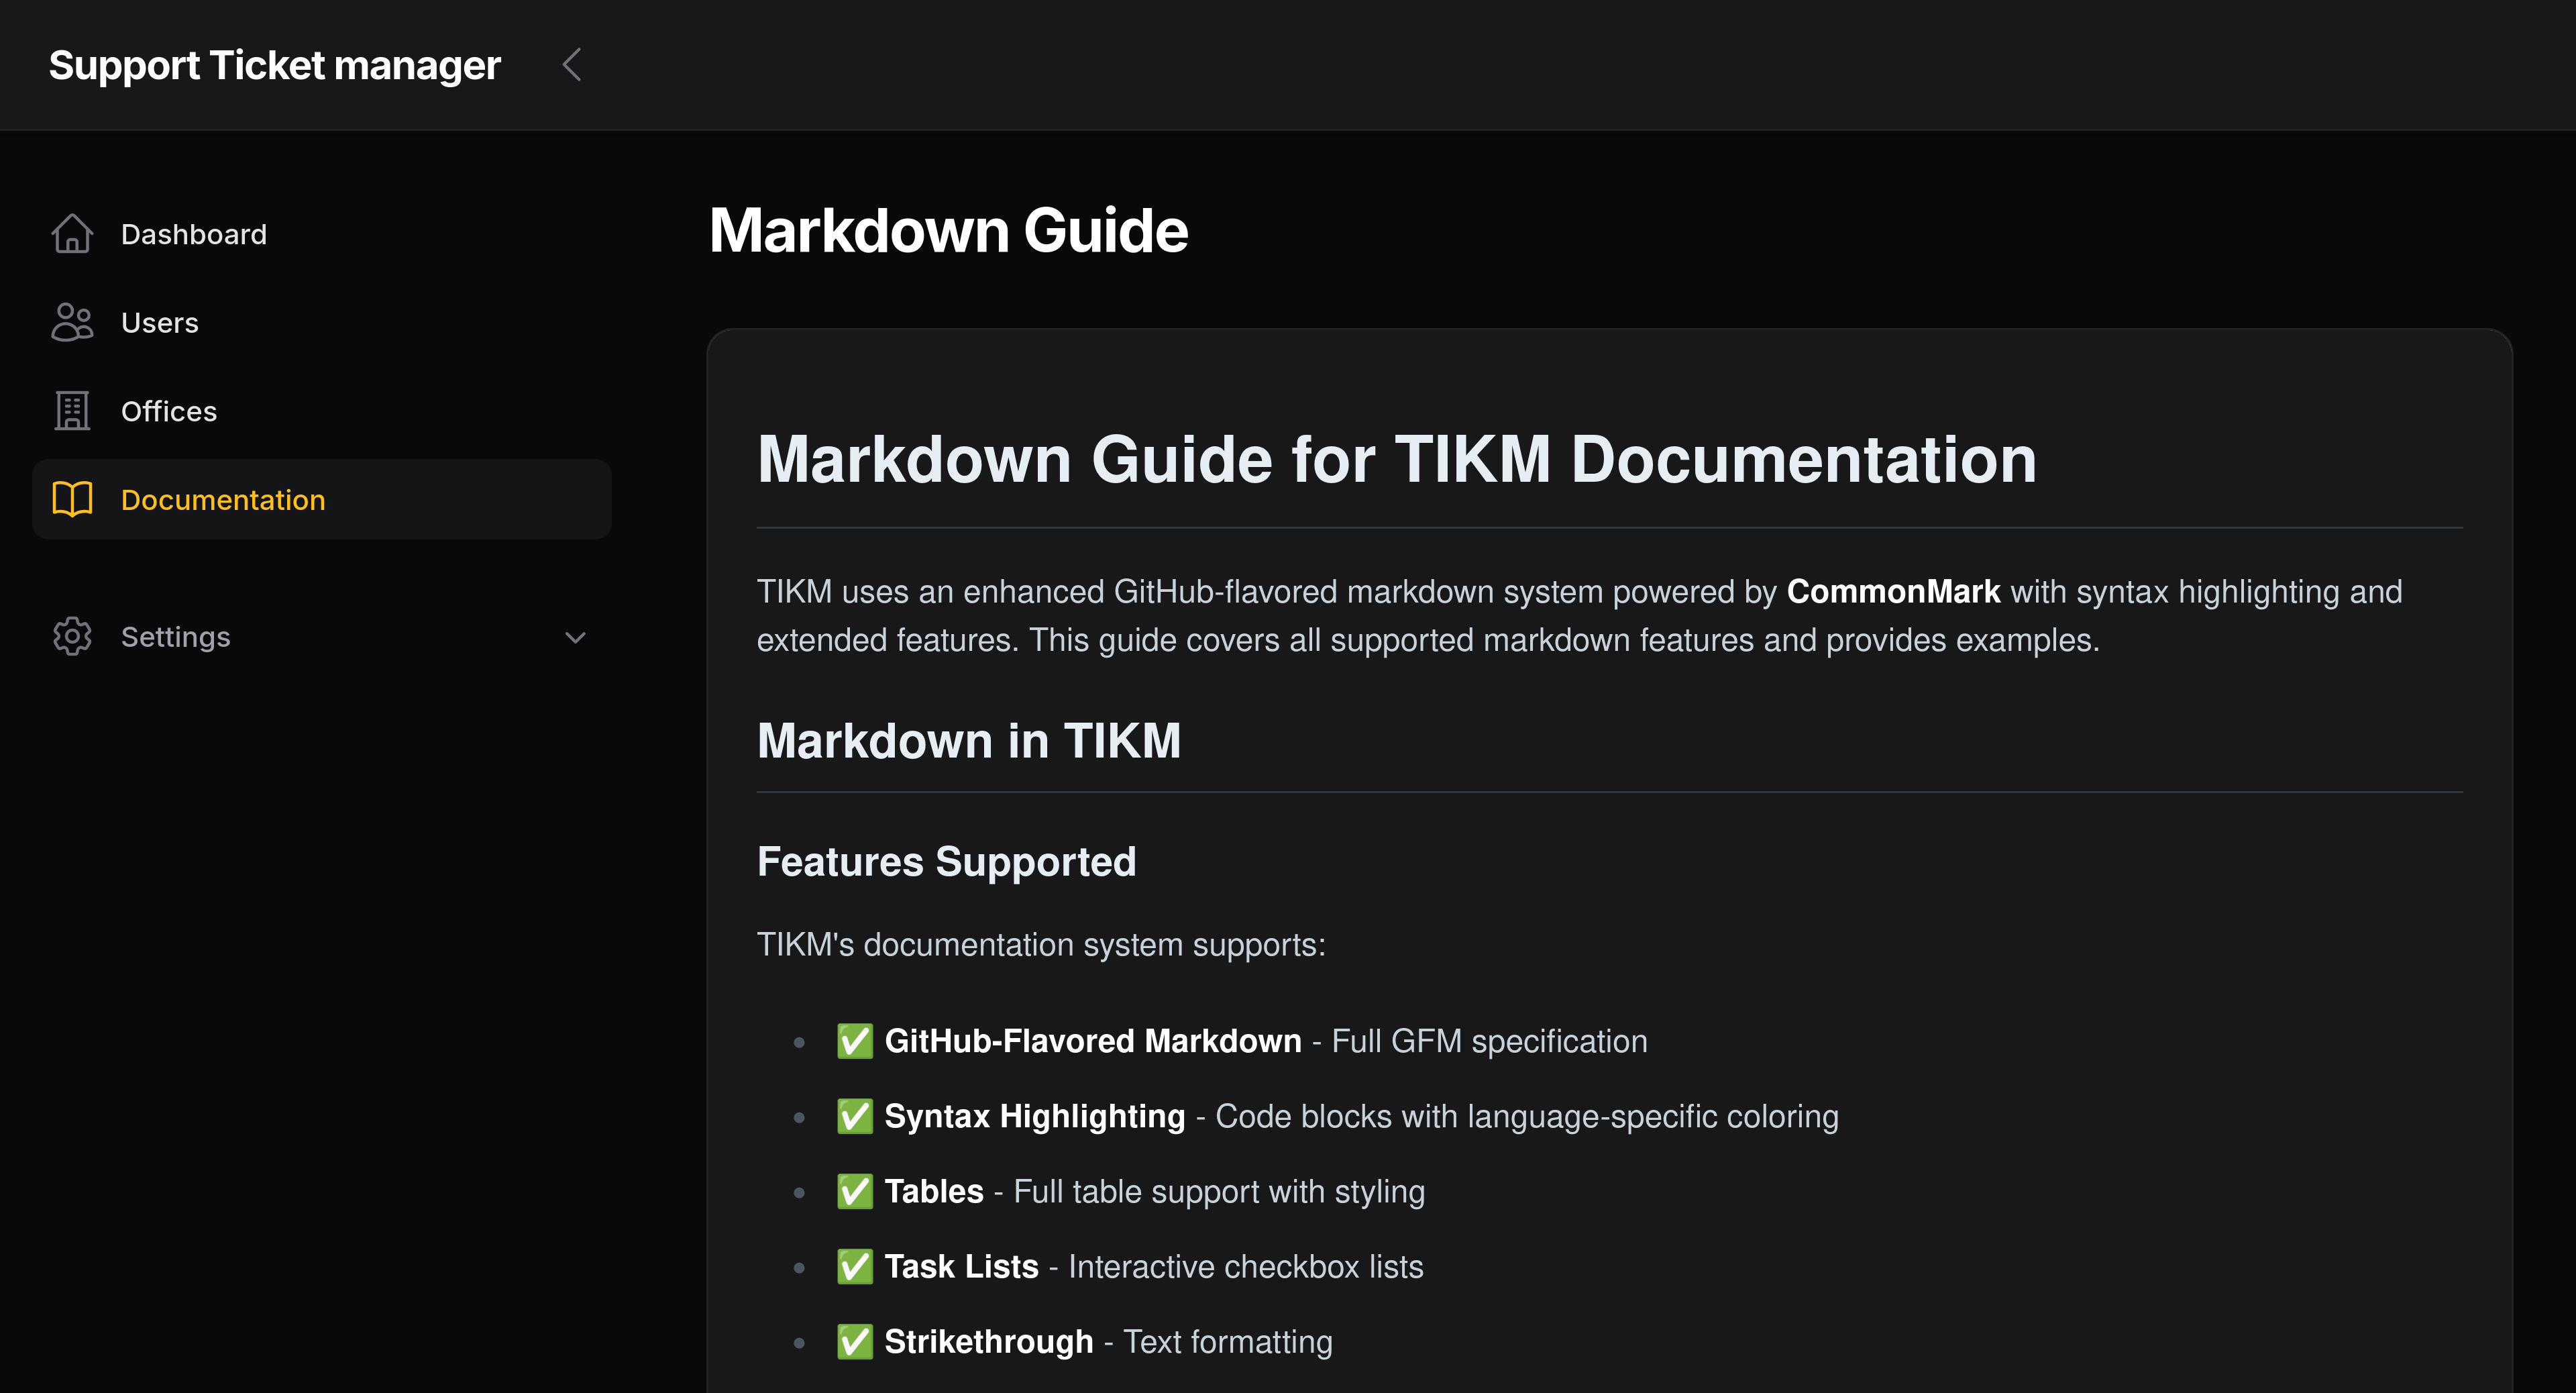 Support Ticket manager
Dashboard
Users
Offices
Documentation
Settings
Markdown Guide
Markdown Guide for TIKM Documentation
TIKM uses an enhanced GitHub-flavored markdown system powered by CommonMark with syntax highlighting and
extended features. This guide covers all supported markdown features and provides examples.
Markdown in TIKM
Features Supported
TIKM's documentation system supports:
• ✅ GitHub-Flavored Markdown - Full GFM specification
• ✅ Syntax Highlighting - Code blocks with language-specific coloring
• ✅ Tables - Full table support with styling
• ✅ Task Lists - Interactive checkbox lists
• ✅ Strikethrough - Text formatting